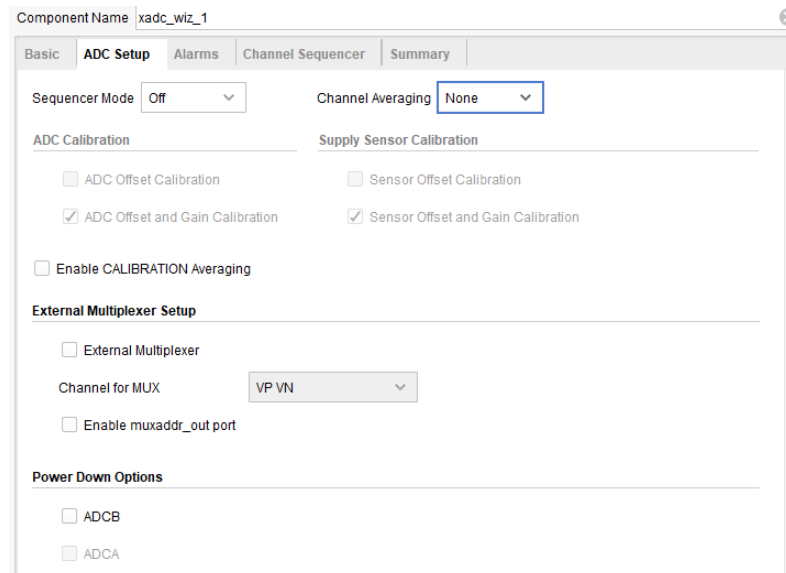 Component Name xadc_wiz_1
Basic ADC Setup Alarms Channel Sequencer Summary
Sequencer Mode Off Channel Averaging None
ADC Calibration Supply Sensor Calibration
ADC Offset Calibration Sensor Offset Calibration
ADC Offset and Gain Calibration Sensor Offset and Gain Calibration
Enable CALIBRATION Averaging
External Multiplexer Setup
External Multiplexer
Channel for MUX VP VN
Enable muxaddr_out port
Power Down Options
ADCB
ADCA